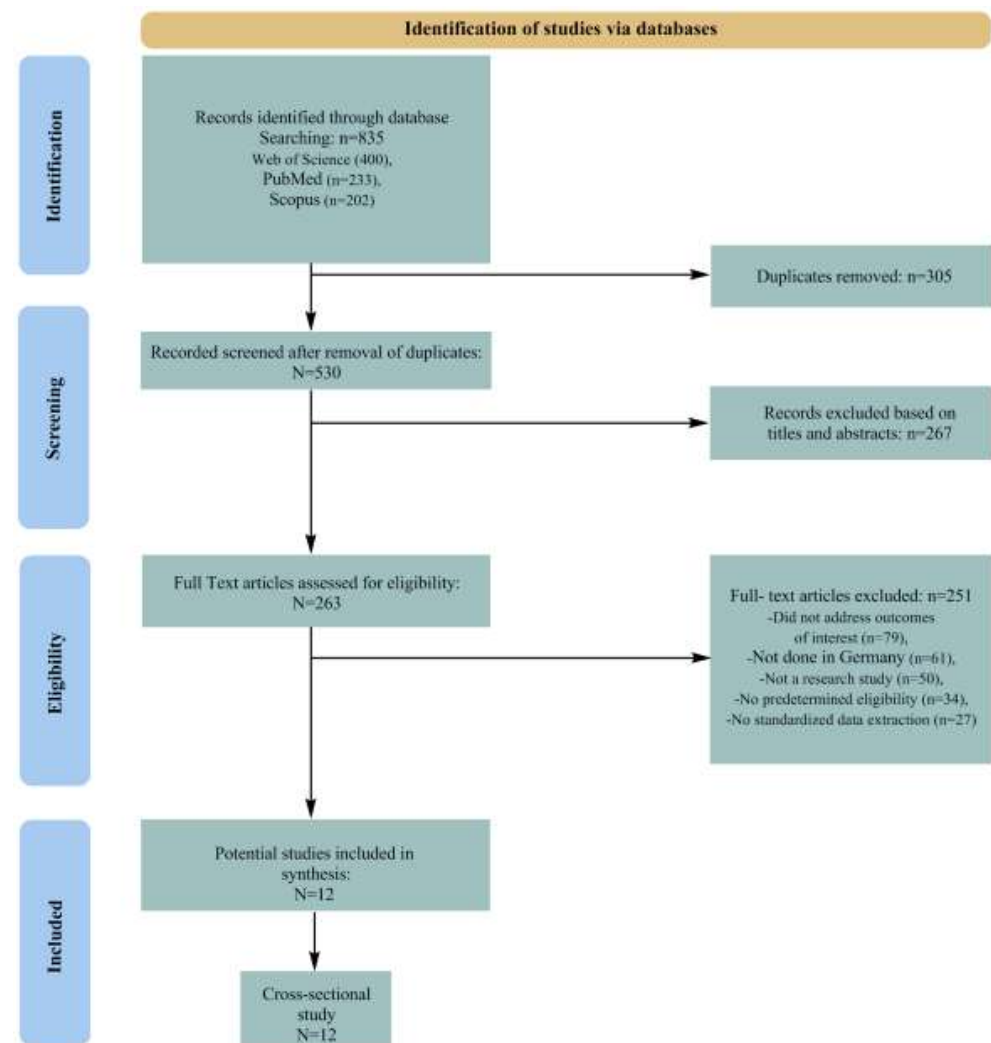 Identification of studies via databases
Identification
Records identified through database
Searching: n=835
Web of Science (400),
PubMed (n=233),
Scopus (n=202)
Duplicates removed: n=305
Screening
Recorded screened after removal of duplicates:
N=530
Records excluded based on
titles and abstracts: n=267
Eligibility
Full Text articles assessed for eligibility:
N=263
Full- text articles excluded: n=251
-Did not address outcomes
of interest (n=79),
-Not done in Germany (n=61),
-Not a research study (n=50),
-No predetermined eligibility (n=34),
-No standardized data extraction (n=27)
Included
Potential studies included in
synthesis:
N=12
Cross-sectional
study
N=12